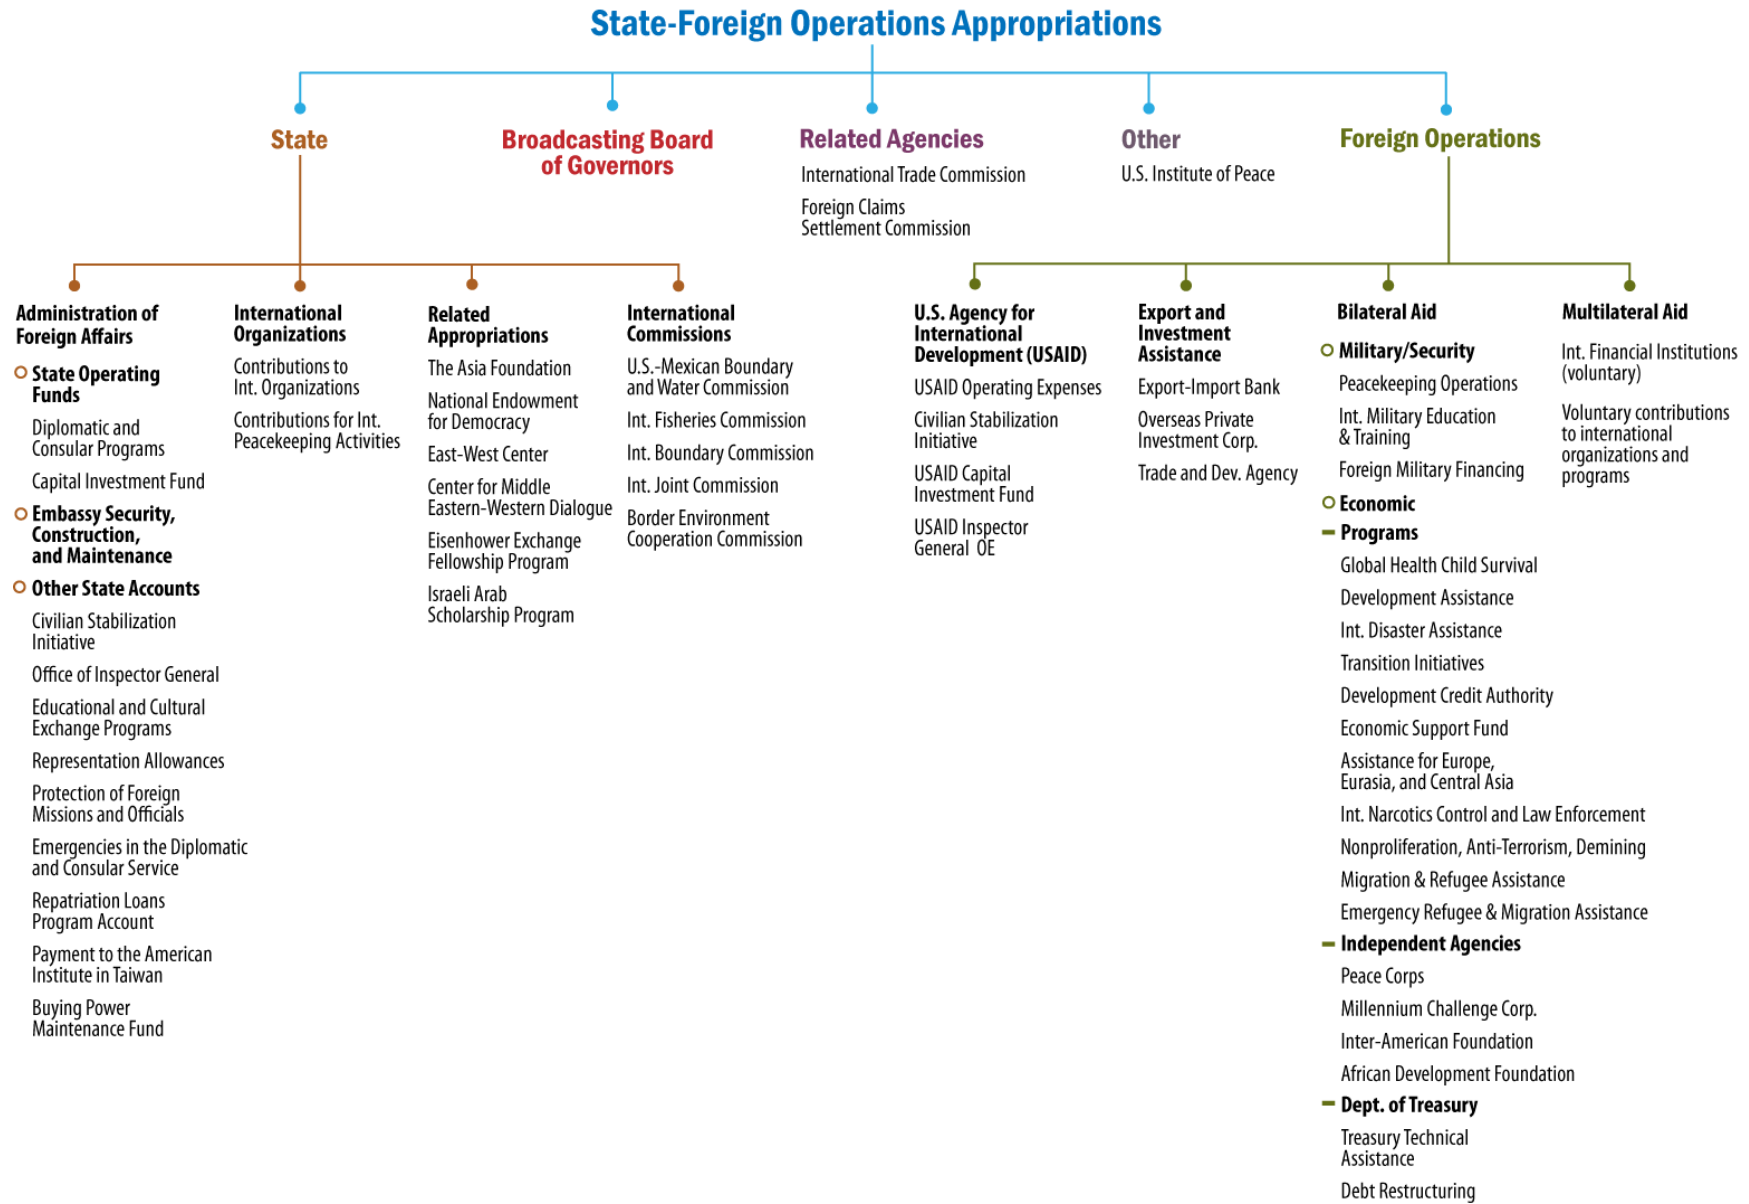 State-Foreign Operations Appropriations
State
Broadcasting Board
of Governors
Related Agencies
International Trade Commission
Foreign Claims
Settlement Commission
Other
U.S. Institute of Peace
Foreign Operations
Administration of
Foreign Affairs
State Operating
Funds
Diplomatic and
Consular Programs
Capital Investment Fund
Embassy Security,
Construction,
and Maintenance
Other State Accounts
Civilian Stabilization
Initiative
Office of Inspector General
Educational and Cultural
Exchange Programs
Representation Allowances
Protection of Foreign
Missions and Officials
Emergencies in the Diplomatic
and Consular Service
Repatriation Loans
Program Account
Payment to the American
Institute in Taiwan
Buying Power
Maintenance Fund
International
Organizations
Contributions to
Int. Organizations
Contributions for Int.
Peacekeeping Activities
Related
Appropriations
The Asia Foundation
National Endowment
for Democracy
East-West Center
Center for Middle
Eastern-Western Dialogue
Eisenhower Exchange
Fellowship Program
Israeli Arab
Scholarship Program
International
Commissions
U.S.-Mexican Boundary
and Water Commission
Int. Fisheries Commission
Int. Boundary Commission
Int. Joint Commission
Border Environment
Cooperation Commission
U.S. Agency for
International
Development (USAID)
USAID Operating Expenses
Civilian Stabilization
Initiative
USAID Capital
Investment Fund
USAID Inspector
General OE
Export and
Investment
Assistance
Export-Import Bank
Overseas Private
Investment Corp.
Trade and Dev. Agency
Bilateral Aid
Military/Security
Peacekeeping Operations
Int. Military Education
& Training
Foreign Military Financing
Economic
Programs
Global Health Child Survival
Development Assistance
Int. Disaster Assistance
Transition Initiatives
Development Credit Authority
Economic Support Fund
Assistance for Europe,
Eurasia, and Central Asia
Int. Narcotics Control and Law Enforcement
Nonproliferation, Anti-Terrorism, Demining
Migration & Refugee Assistance
Emergency Refugee & Migration Assistance
Independent Agencies
Peace Corps
Millennium Challenge Corp.
Inter-American Foundation
African Development Foundation
Dept. of Treasury
Treasury Technical
Assistance
Debt Restructuring
Multilateral Aid
Int. Financial Institutions
(voluntary)
Voluntary contributions
to international
organizations and
programs